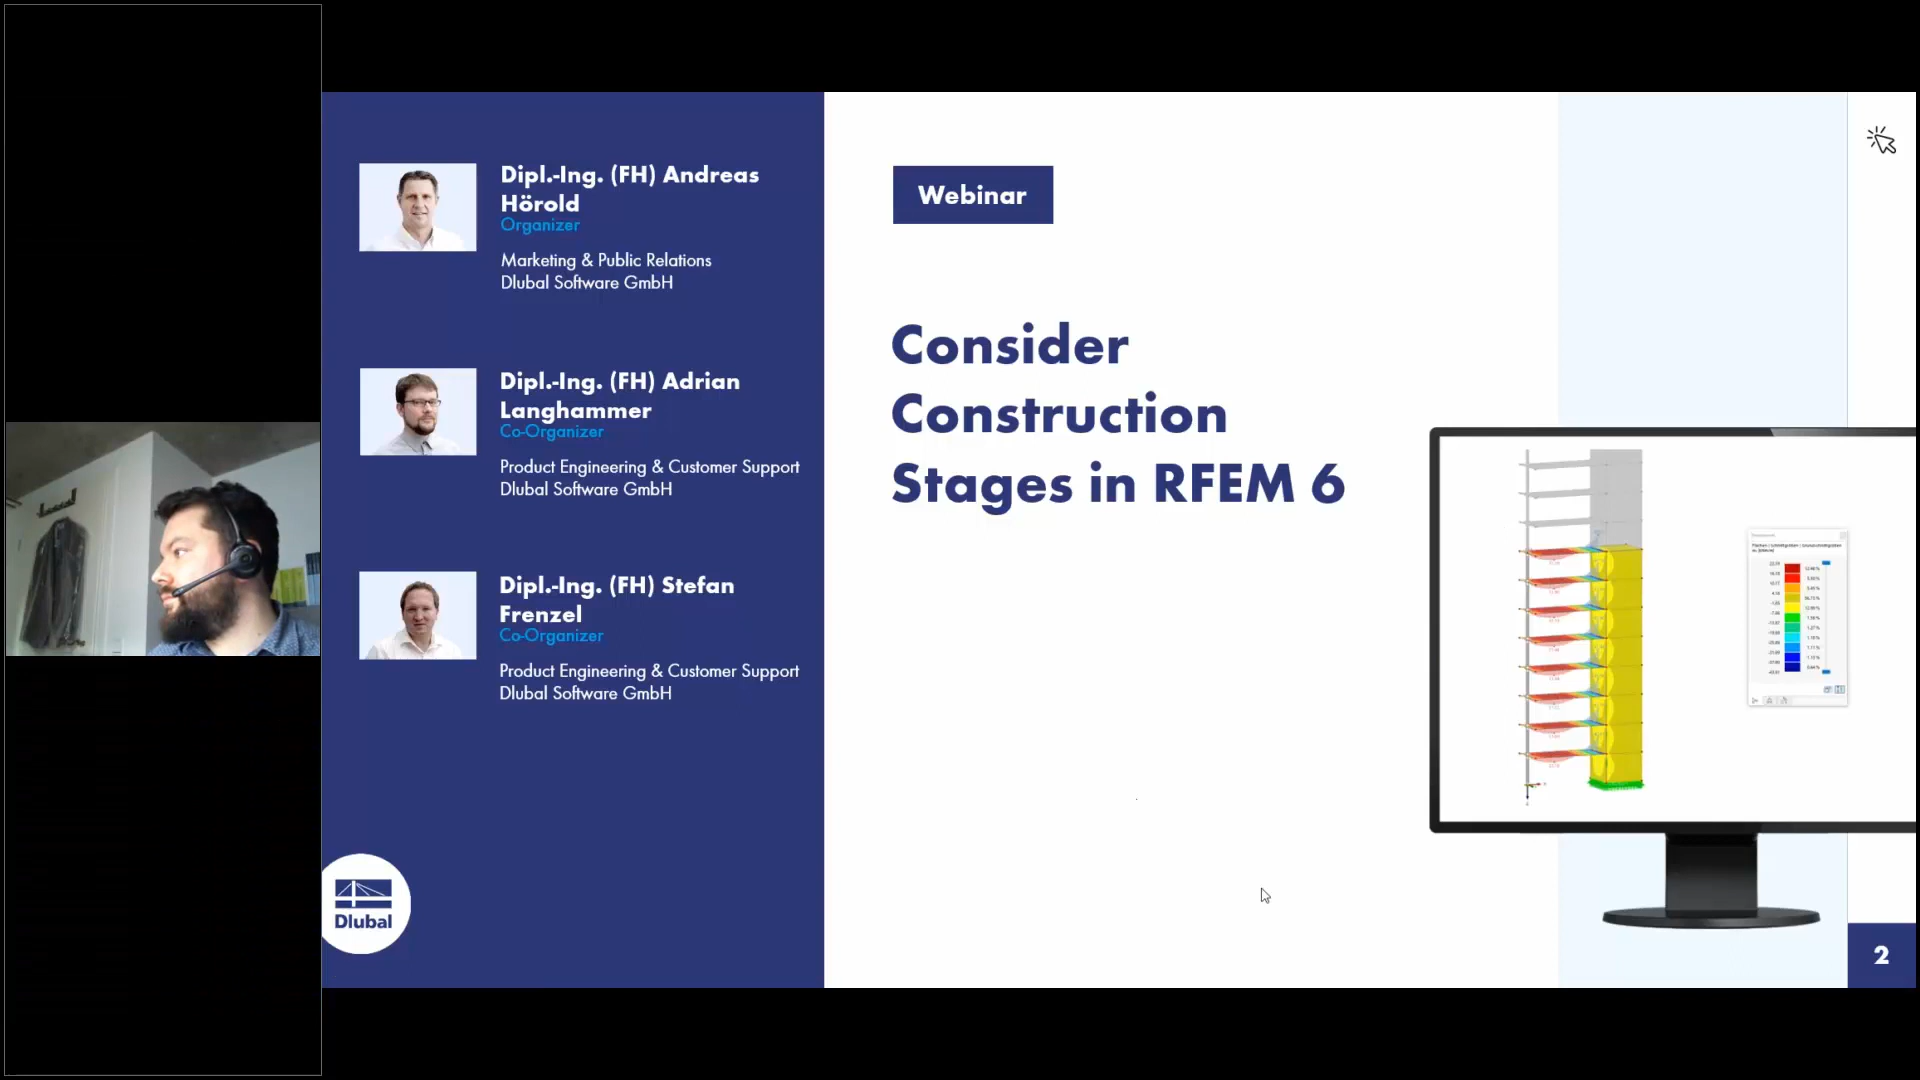 Dipl.-Ing. (FH) Andreas
Hörold
Organizer
Marketing & Public Relations
Dlubal Software GmbH
Dipl.-Ing. (FH) Adrian
Langhammer
Co-Organizer
Product Engineering & Customer Support
Dlubal Software GmbH
Dipl.-Ing. (FH) Stefan
Frenzel
Co-Organizer
Product Engineering & Customer Support
Dlubal Software GmbH
Dlubal
Webinar
Consider
Construction
Stages in RFEM 6
2